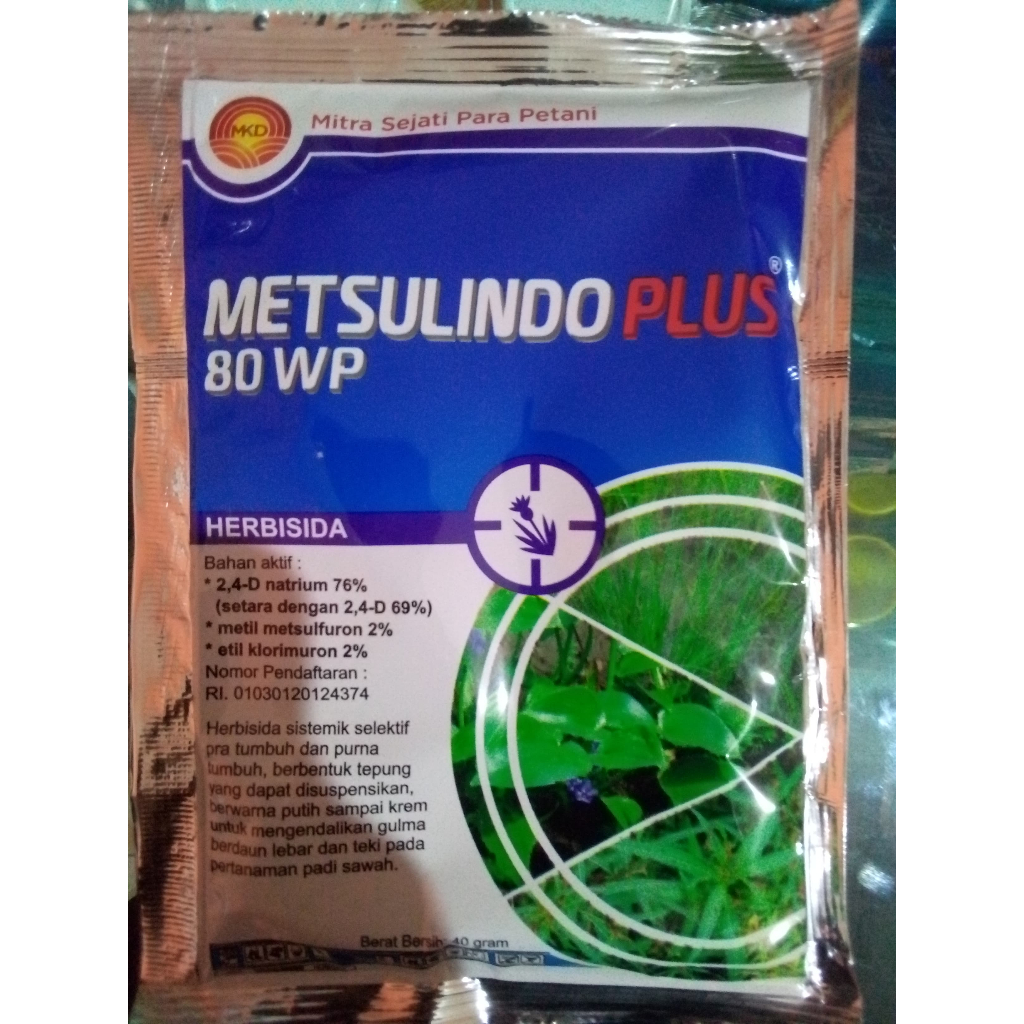 MKD
Mitra Sejati Para Petani
METSULINDO PLUS®
80 WP
HERBISIDA
Bahan aktif :
* 2,4-D natrium 76%
(setara dengan 2,4-D 69%)
* metil metsulfuron 2%
* etil klorimuron 2%
Nomor Pendaftaran :
RI. 01030120124374
Herbisida sistemik selektif
pra tumbuh dan purna
tumbuh, berbentuk tepung
yang dapat disuspensikan,
berwarna putih sampai krem
untuk mengendalikan gulma
berdaun lebar dan teki pada
pertanaman padi sawah.
Berat Bersih: 40 gram